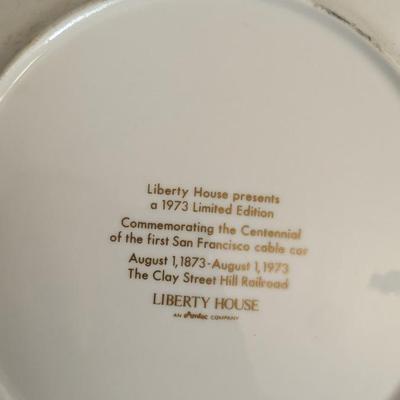 Liberty House presents
a 1973 Limited Edition
Commemorating the Centennial
of the first San Francisco cable car
August 1, 1873-August 1, 1973
The Clay Street Hill Railroad
LIBERTY HOUSE
AN amfac COMPANY